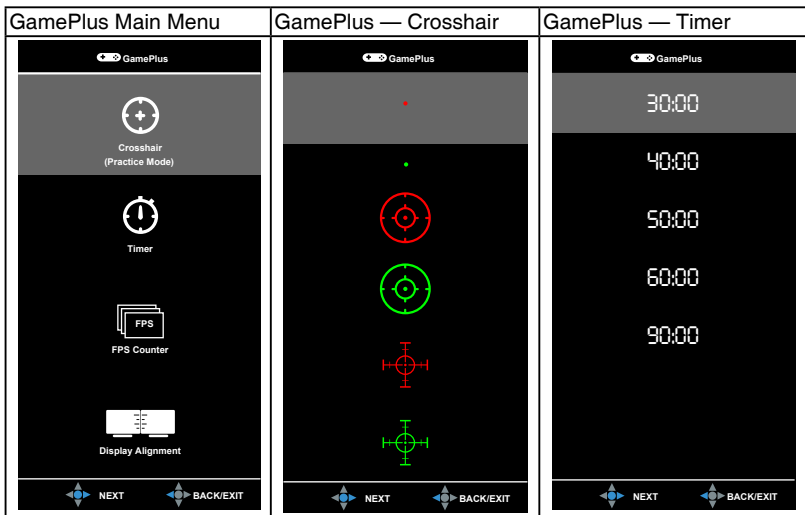 GamePlus Main Menu
GamePlus
Crosshair
(Practice Mode)
Timer
FPS
FPS Counter
Display Alignment
NEXT BACK/EXIT
GamePlus — Crosshair
GamePlus
NEXT BACK/EXIT
GamePlus — Timer
GamePlus
30:00
40:00
50:00
60:00
90:00
NEXT BACK/EXIT